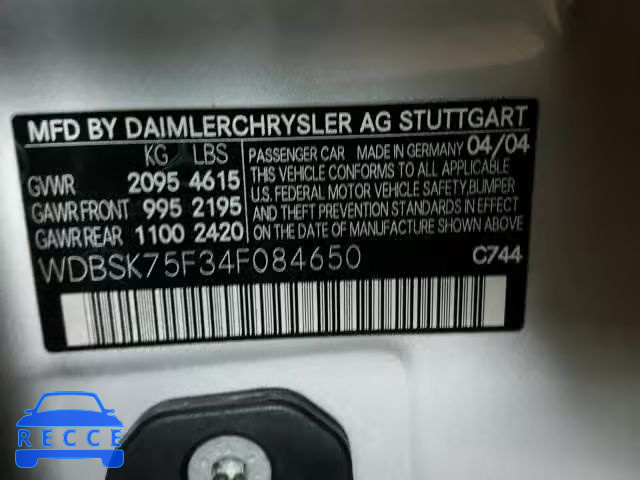 MFD BY DAIMLERCHRYSLER AG STUTTGART
KG LBS
GVWR 2095 4615
GAWR FRONT 995 2195
GAWR REAR 1100 2420
PASSENGER CAR MADE IN GERMANY 04/04
THIS VEHICLE CONFORMS TO ALL APPLICABLE
U.S. FEDERAL MOTOR VEHICLE SAFETY, BUMPER
AND THEFT PREVENTION STANDARDS IN EFFECT
ON THE DATE OF MANUFACTURE SHOWN ABOVE
WDBSK75F34F084650 C744
RECCE